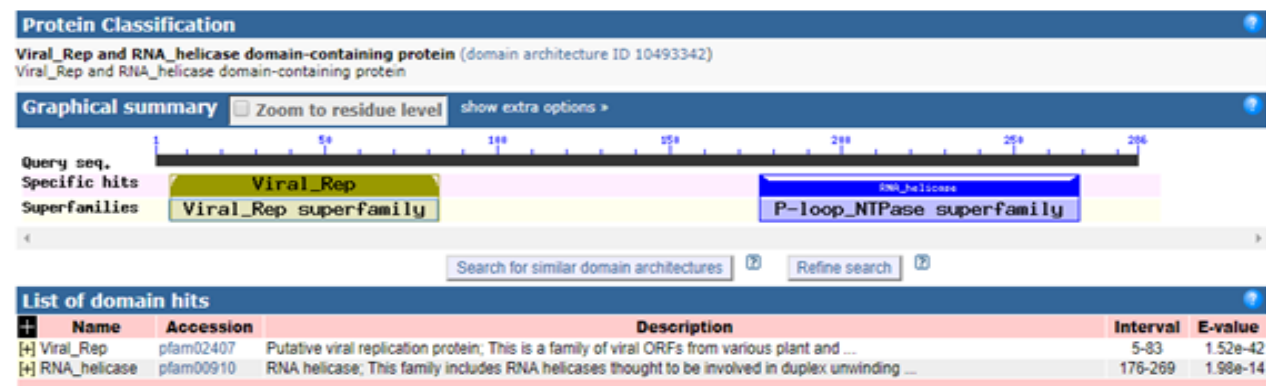 Protein Classification
Viral_Rep and RNA_helicase domain-containing protein (domain architecture ID 10493342)
Viral_Rep and RNA_helicase domain-containing protein
Graphical summary Zoom to residue level show extra options »
1 50 100 150 200 250 286
Query seq.
Specific hits Viral_Rep RNA_helicase
Superfamilies Viral_Rep superfamily P-loop_NTPase superfamily
Search for similar domain architectures ? Refine search ?
List of domain hits
+ Name Accession Description Interval E-value
[+] Viral_Rep pfam02407 Putative viral replication protein; This is a family of viral ORFs from various plant and ... 5-83 1.52e-42
[+] RNA_helicase pfam00910 RNA helicase; This family includes RNA helicases thought to be involved in duplex unwinding ... 176-269 1.98e-14